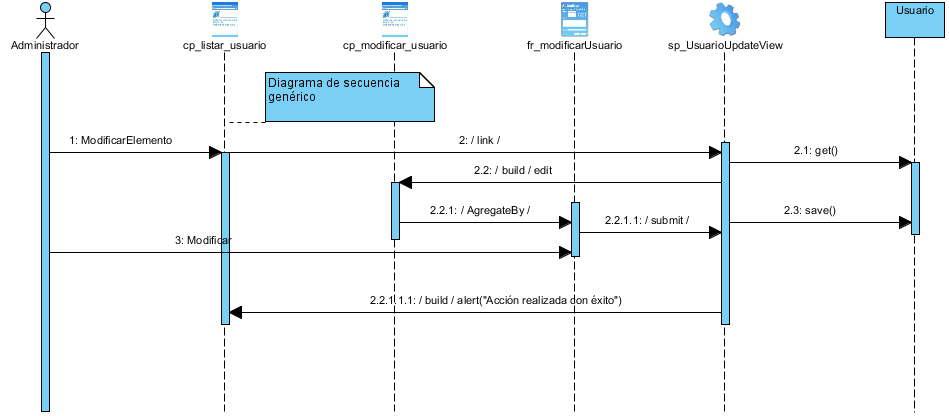 Administrador
cp_listar_usuario
cp_modificar_usuario
fr_modificarUsuario
sp_UsuarioUpdateView
Usuario
Diagrama de secuencia
genérico
1: ModificarElemento
2: / link /
2.1: get()
2.2: / build / edit
2.2.1: / AgregateBy /
2.2.1.1: / submit /
2.3: save()
3: Modificar
2.2.1.1.1: / build / alert("Acción realizada con éxito")